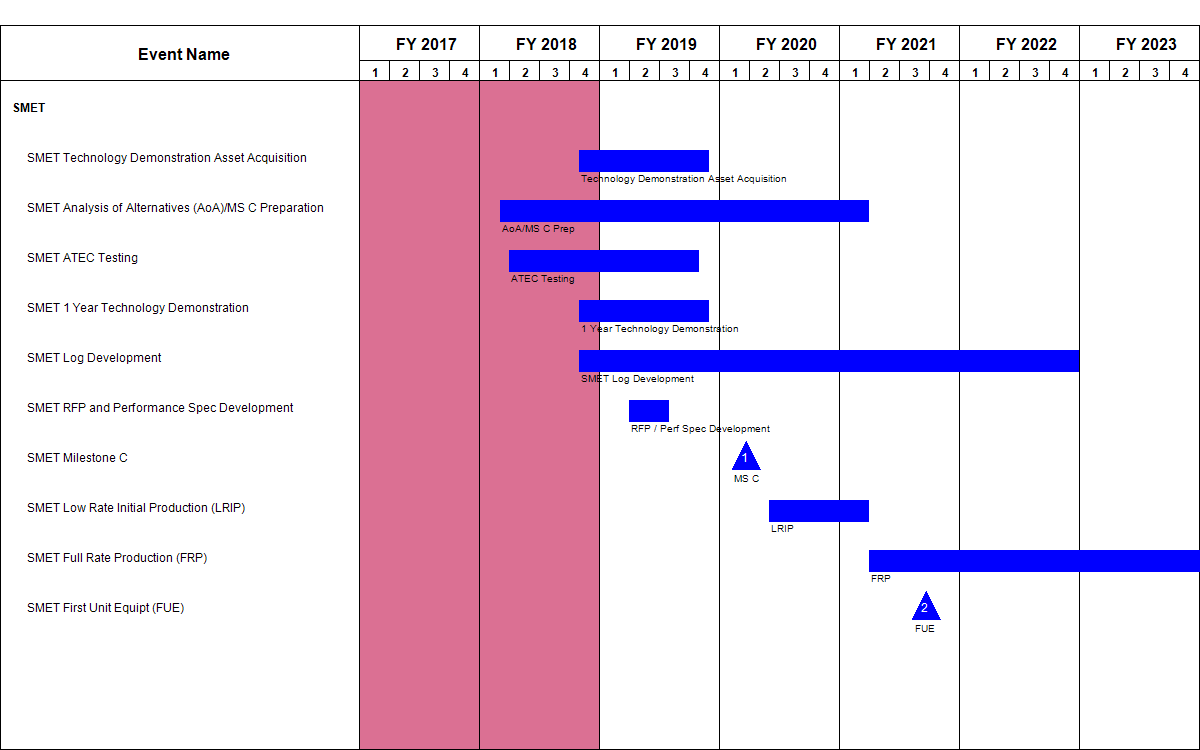 Event Name
FY 2017 FY 2018 FY 2019 FY 2020 FY 2021 FY 2022 FY 2023
1 2 3 4 1 2 3 4 1 2 3 4 1 2 3 4 1 2 3 4 1 2 3 4 1 2 3 4
SMET
SMET Technology Demonstration Asset Acquisition
Technology Demonstration Asset Acquisition
SMET Analysis of Alternatives (AoA)/MS C Preparation
AoA/MS C Prep
SMET ATEC Testing
ATEC Testing
SMET 1 Year Technology Demonstration
1 Year Technology Demonstration
SMET Log Development
SMET Log Development
SMET RFP and Performance Spec Development
RFP / Perf Spec Development
SMET Milestone C
1
MS C
SMET Low Rate Initial Production (LRIP)
LRIP
SMET Full Rate Production (FRP)
FRP
SMET First Unit Equipt (FUE)
2
FUE